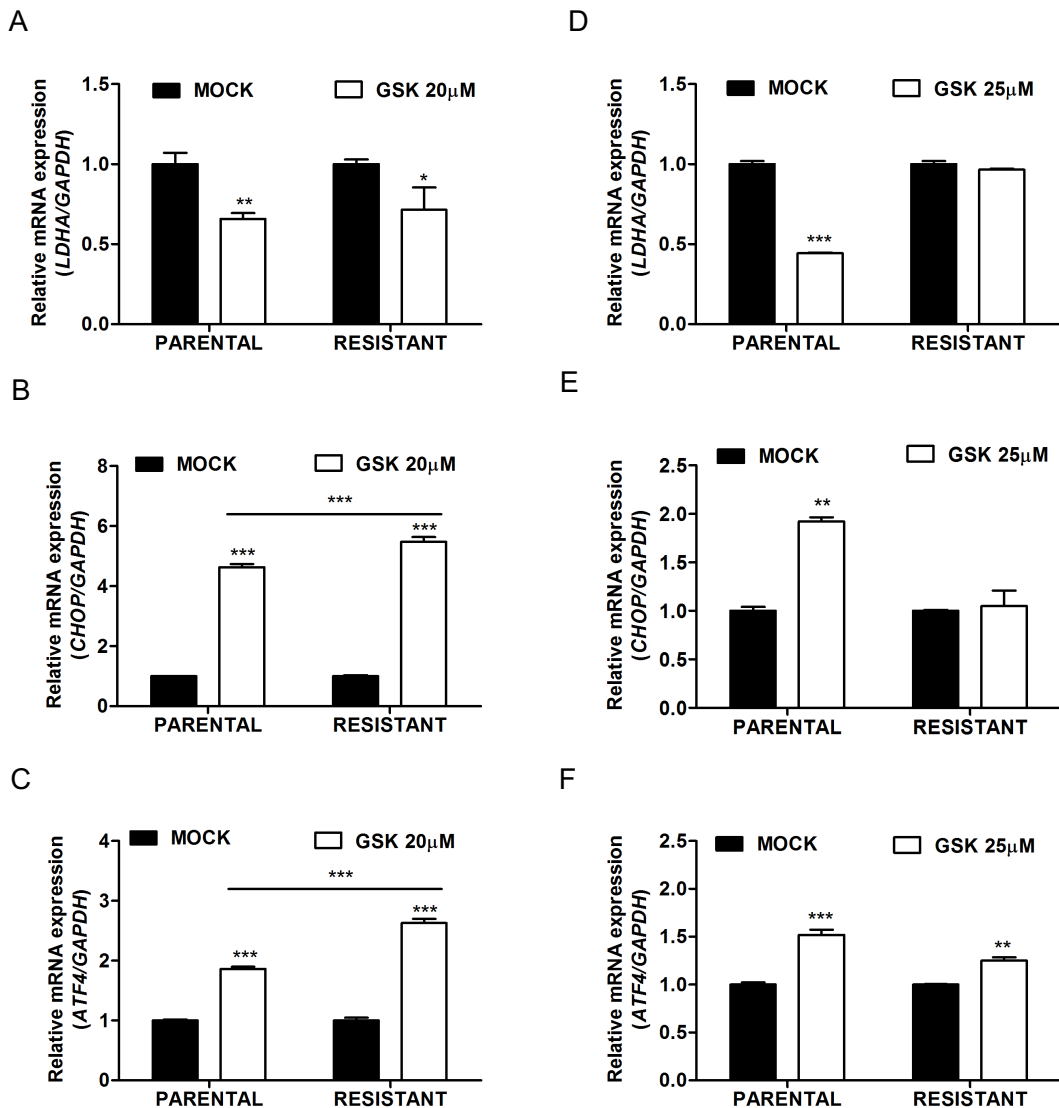 A
Relative mRNA expression
(LDHA/GAPDH)
MOCK
GSK 20μM
1.5
1.0
0.5
0.0
**
*
PARENTAL
RESISTANT
D
Relative mRNA expression
(LDHA/GAPDH)
MOCK
GSK 25μM
1.5
1.0
0.5
0.0
***
PARENTAL
RESISTANT
B
Relative mRNA expression
(CHOP/GAPDH)
MOCK
GSK 20μM
8
6
4
2
0
***
***
***
PARENTAL
RESISTANT
E
Relative mRNA expression
(CHOP/GAPDH)
MOCK
GSK 25μM
2.5
2.0
1.5
1.0
0.5
0.0
**
PARENTAL
RESISTANT
C
Relative mRNA expression
(ATF4/GAPDH)
MOCK
GSK 20μM
4
3
2
1
0
***
***
***
PARENTAL
RESISTANT
F
Relative mRNA expression
(ATF4/GAPDH)
MOCK
GSK 25μM
2.5
2.0
1.5
1.0
0.5
0.0
***
**
PARENTAL
RESISTANT